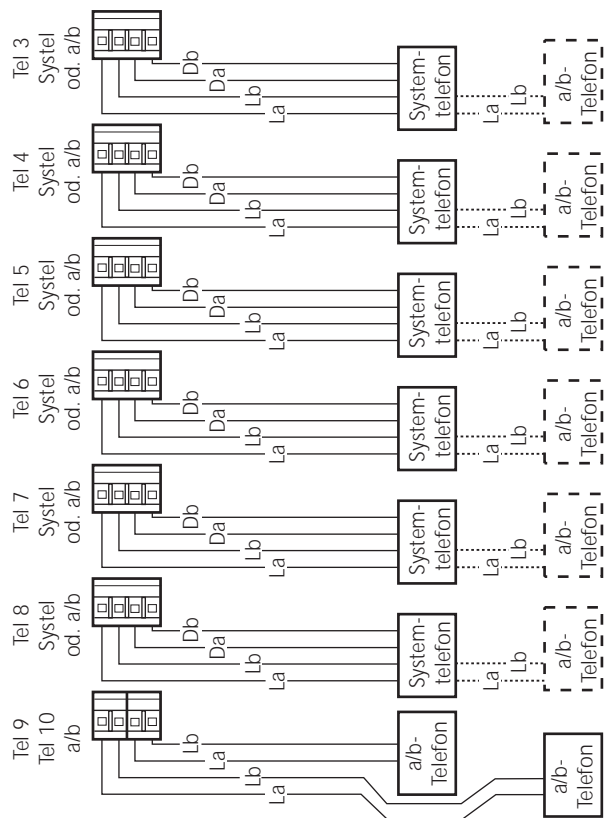 Tel 3
Systel
od. a/b
Db
Da
Lb
La
System-
telefon
Lb
La
a/b-
Telefon
Tel 4
Systel
od. a/b
Db
Da
Lb
La
System-
telefon
Lb
La
a/b-
Telefon
Tel 5
Systel
od. a/b
Db
Da
Lb
La
System-
telefon
Lb
La
a/b-
Telefon
Tel 6
Systel
od. a/b
Db
Da
Lb
La
System-
telefon
Lb
La
a/b-
Telefon
Tel 7
Systel
od. a/b
Db
Da
Lb
La
System-
telefon
Lb
La
a/b-
Telefon
Tel 8
Systel
od. a/b
Db
Da
Lb
La
System-
telefon
Lb
La
a/b-
Telefon
Tel 9
Tel 10
a/b
Lb
La
Lb
La
a/b-
Telefon
a/b-
Telefon